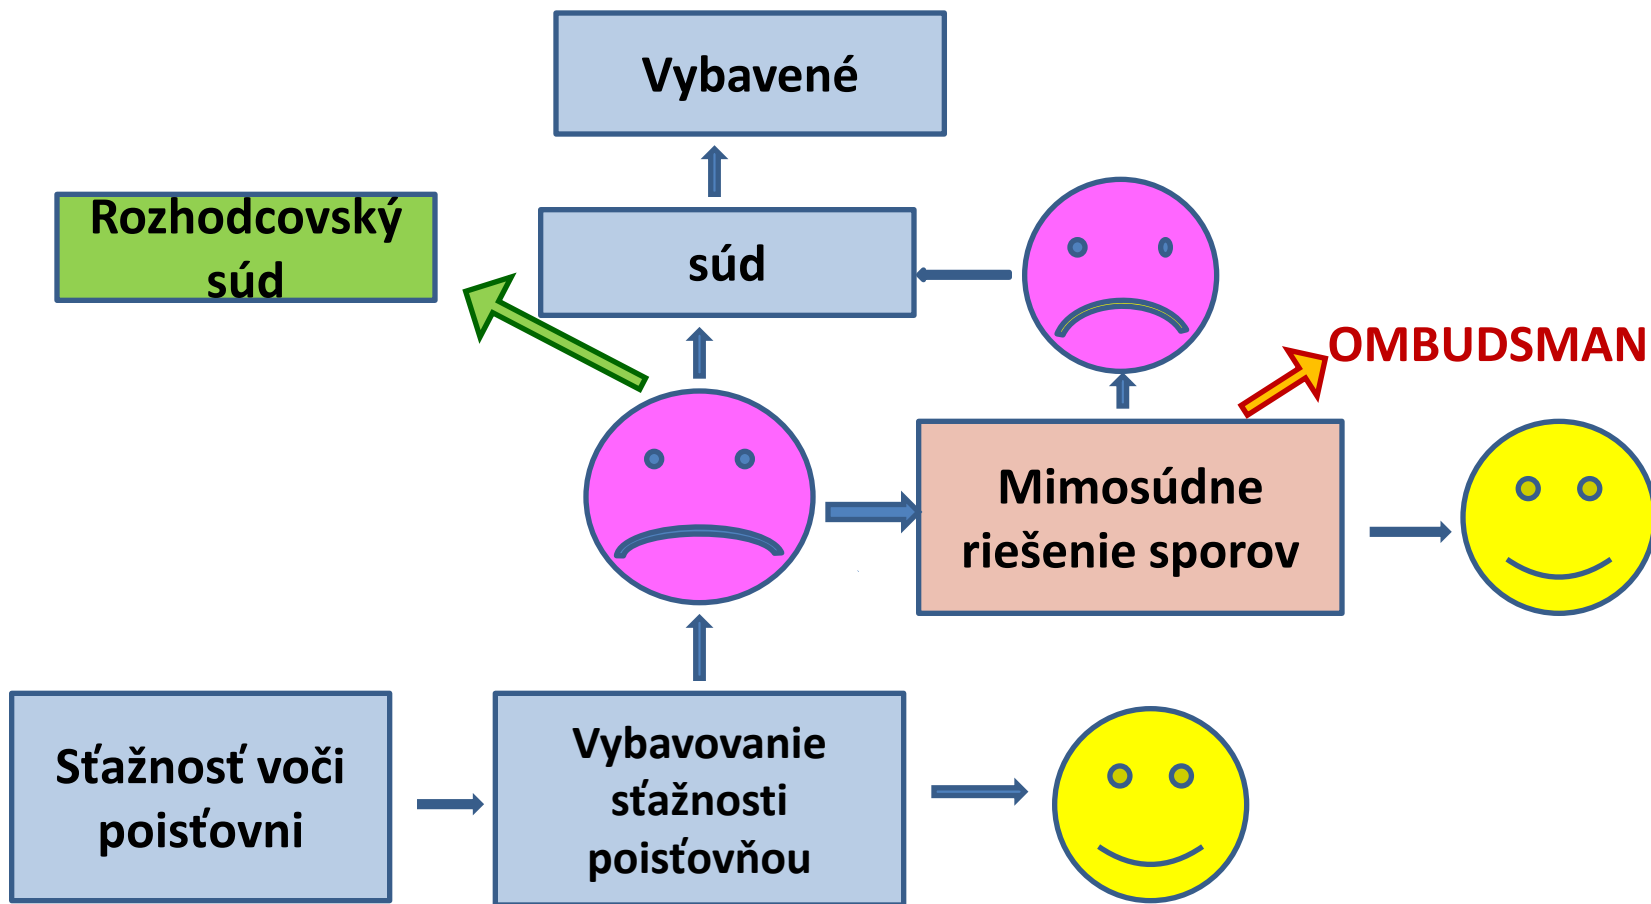 Vybavené
Rozhodcovský
súd
súd
OMBUDSMAN
Mimosúdne
riešenie sporov
Sťažnosť voči
poisťovni
Vybavovanie
sťažnosti
poisťovňou